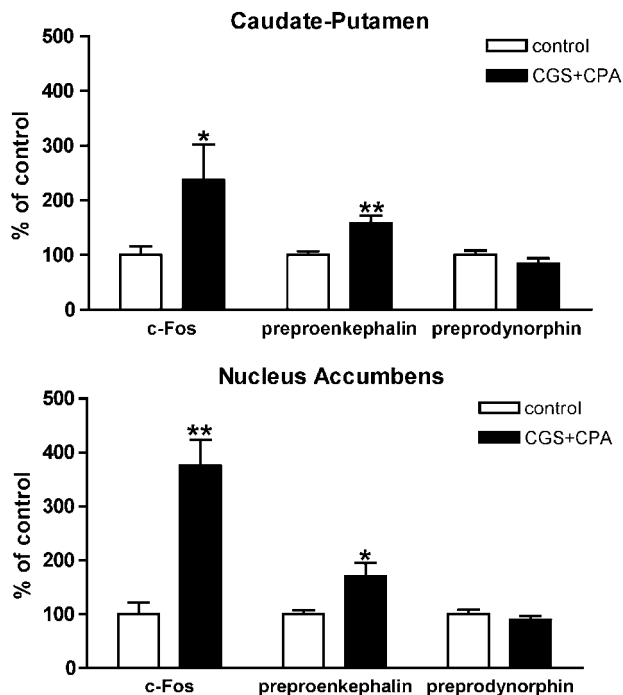 Caudate-Putamen
500
400
300
200
100
0
% of control
control
CGS+CPA
*
**
c-Fos preproenkephalin preprodynorphin
Nucleus Accumbens
500
400
300
200
100
0
% of control
control
CGS+CPA
**
*
c-Fos preproenkephalin preprodynorphin